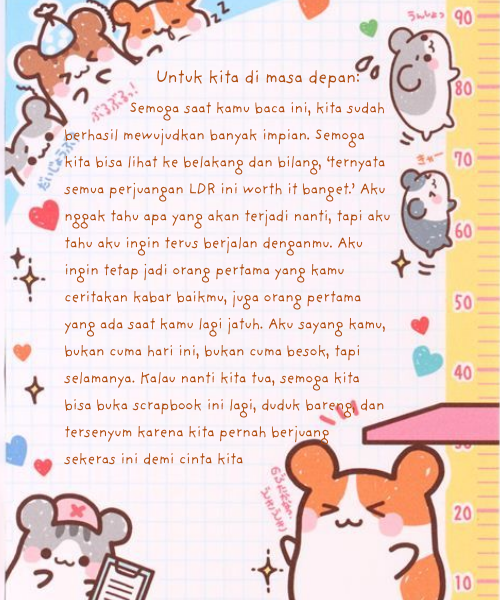 Untuk kita di masa depan:
Semoga saat kamu baca ini, kita sudah
berhasil mewujudkan banyak impian. Semoga
kita bisa lihat ke belakang dan bilang, 'ternyata
semua perjuangan LDR ini worth it banget.' Aku
nggak tahu apa yang akan terjadi nanti, tapi aku
tahu aku ingin terus berjalan denganmu. Aku
ingin tetap jadi orang pertama yang kamu
ceritakan kabar baikmu, juga orang pertama
yang ada saat kamu lagi jatuh. Aku sayang kamu,
bukan cuma hari ini, bukan cuma besok, tapi
selamanya. Kalau nanti kita tua, semoga kita
bisa buka scrapbook ini lagi, duduk bareng, dan
tersenyum karena kita pernah berjuang
sekeras ini demi cinta kita
zzz
ぷるぷるっ!
うんしょっ
きゅー
90
80
70
60
50
40
20
10